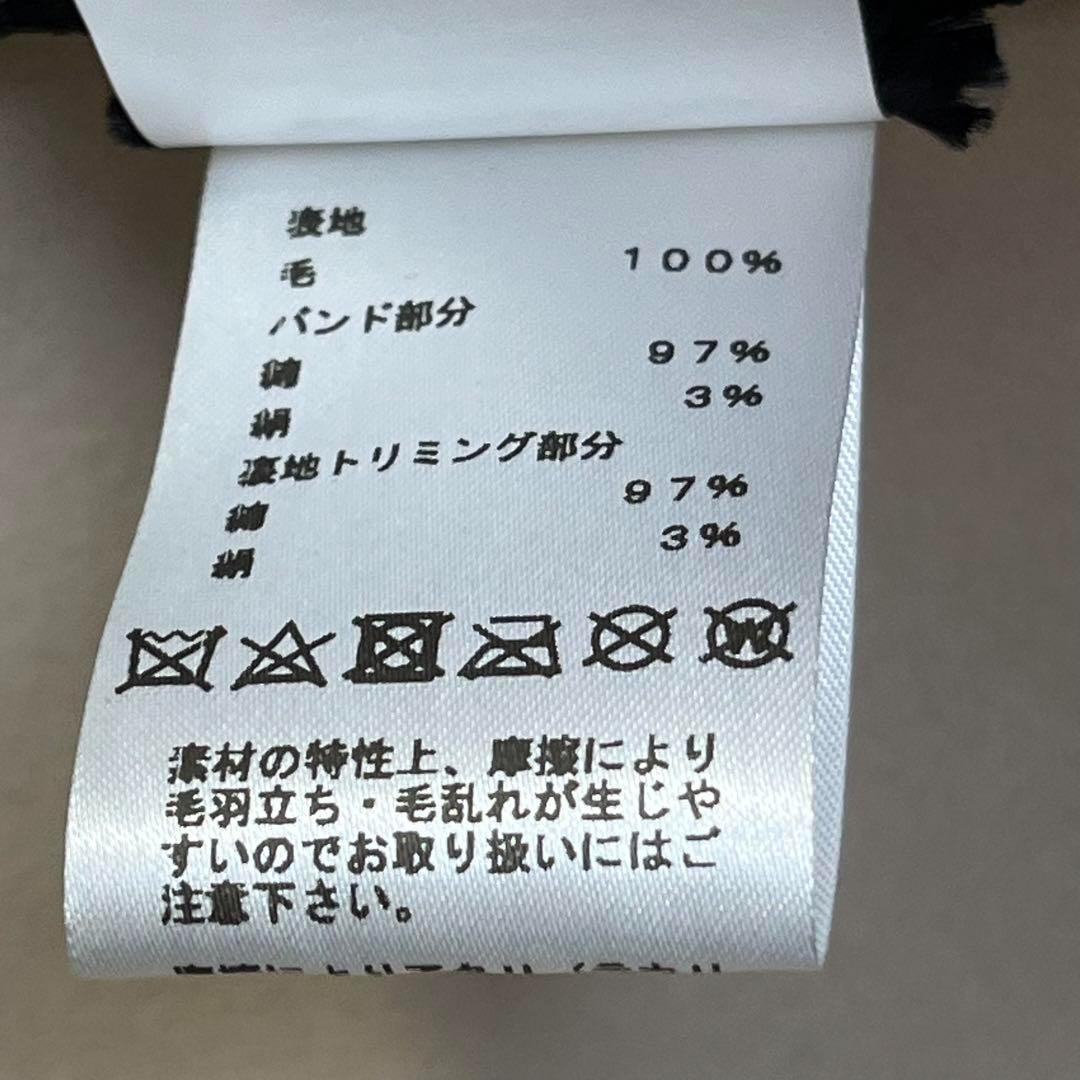 表地
毛 100%
バンド部分
綿 97%
絹 3%
裏地トリミング部分
綿 97%
絹 3%
素材の特性上、摩擦により
毛羽立ち・毛乱れが生じや
すいのでお取り扱いにはご
注意下さい。